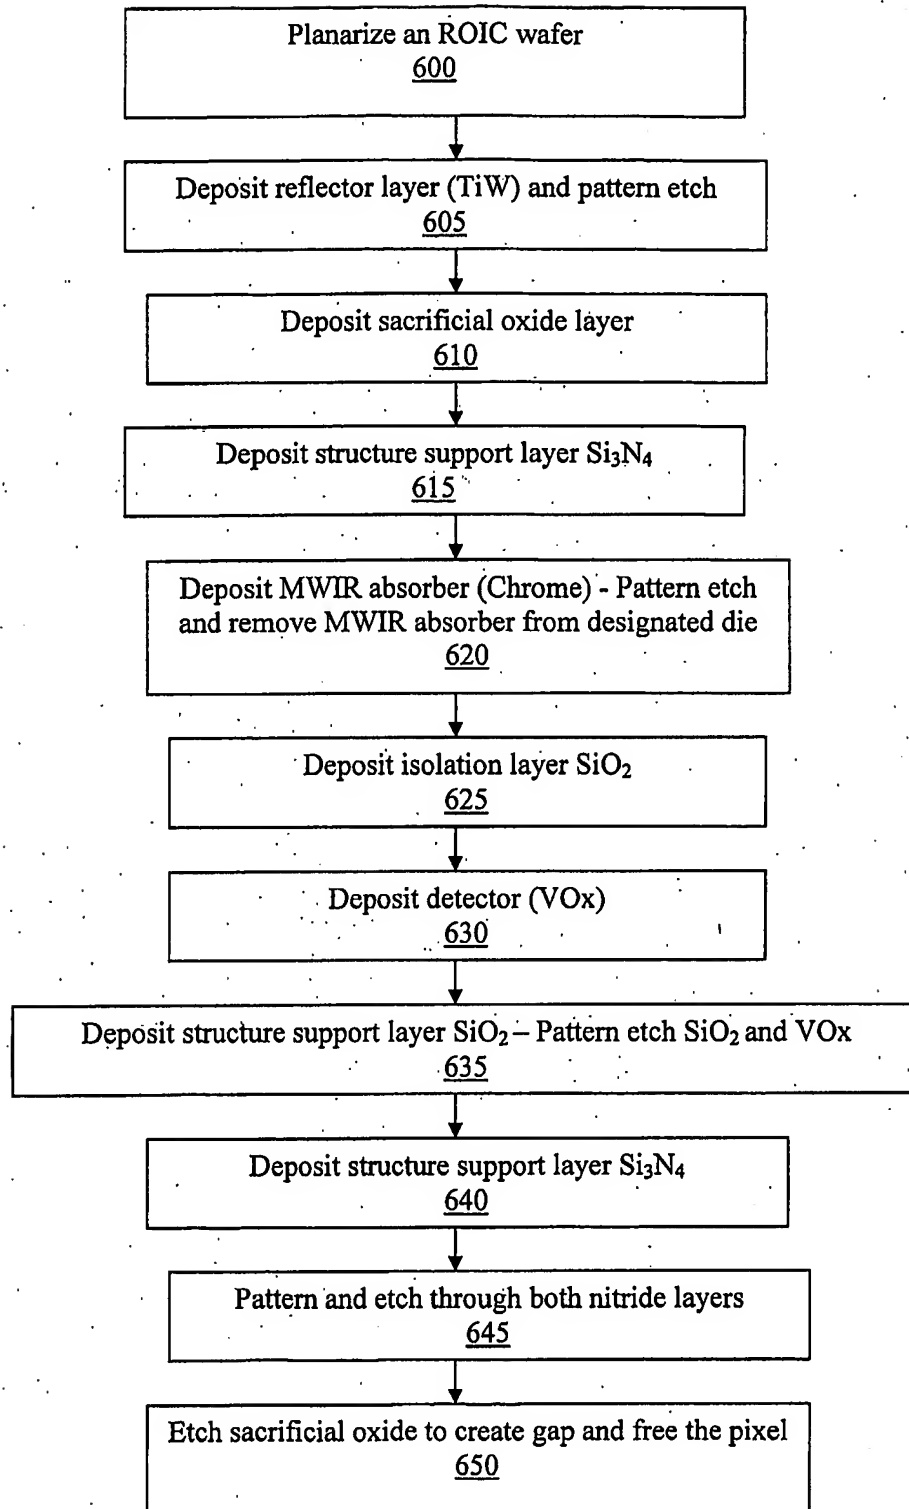 Planarize an ROIC wafer
600
Deposit reflector layer (TiW) and pattern etch
605
Deposit sacrificial oxide layer
610
Deposit structure support layer Si₃N₄
615
Deposit MWIR absorber (Chrome) - Pattern etch
and remove MWIR absorber from designated die
620
Deposit isolation layer SiO₂
625
Deposit detector (VOx)
630
Deposit structure support layer SiO₂ – Pattern etch SiO₂ and VOx
635
Deposit structure support layer Si₃N₄
640
Pattern and etch through both nitride layers
645
Etch sacrificial oxide to create gap and free the pixel
650